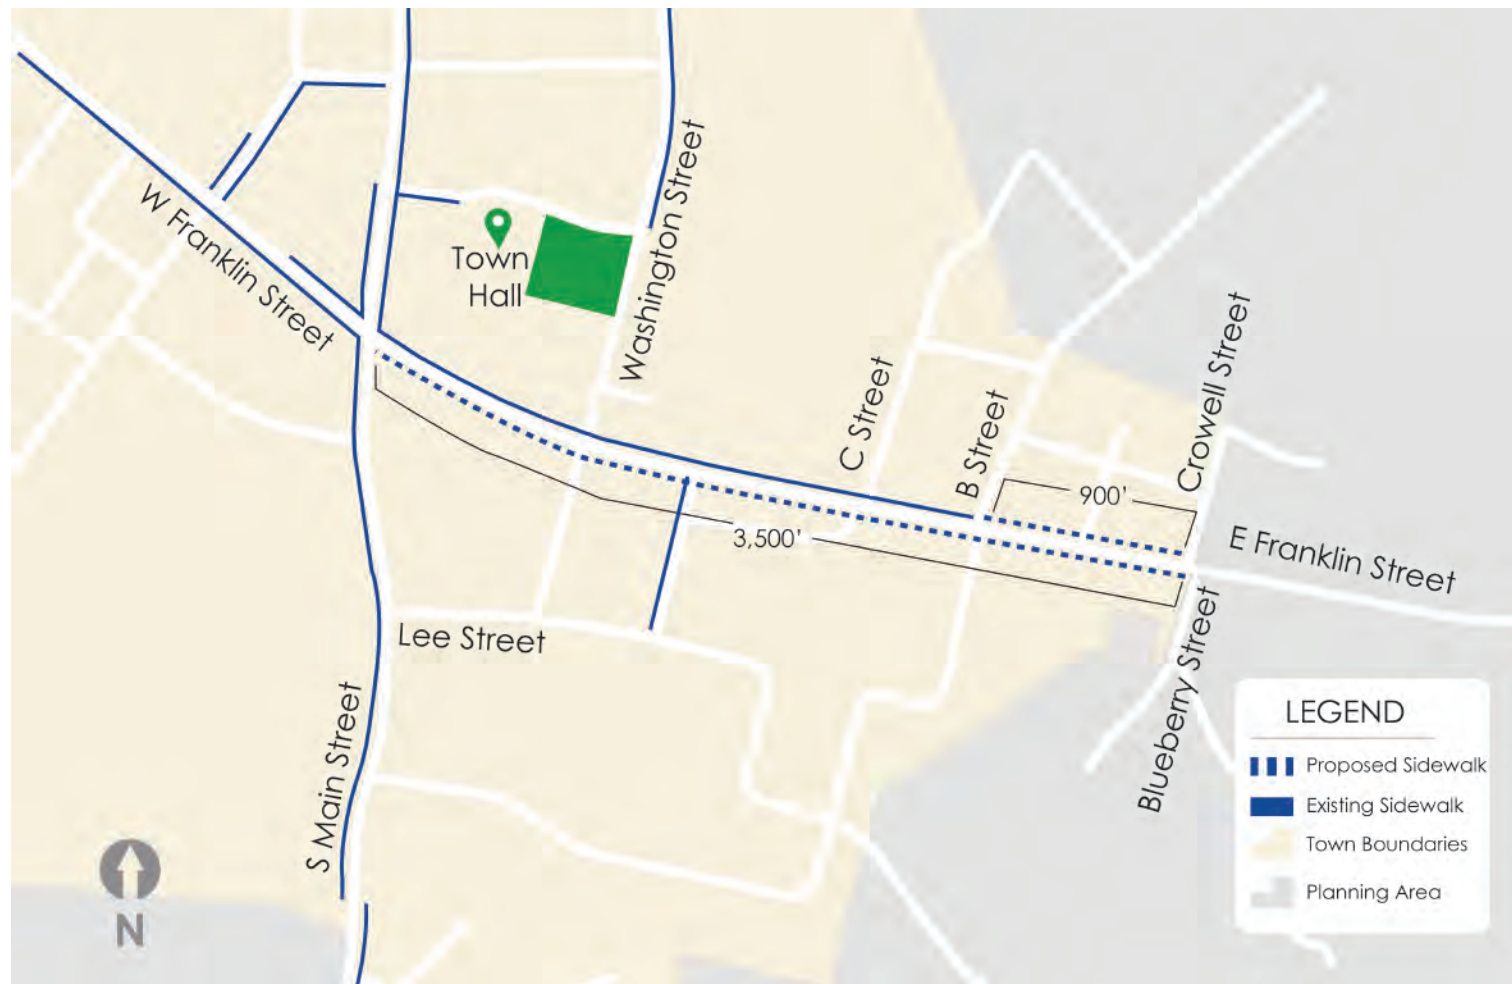 W Franklin Street
Town
Hall
Washington Street
C Street
B Street
Crowell Street
900'
3,500'
E Franklin Street
Lee Street
S Main Street
Blueberry Street
N
LEGEND
Proposed Sidewalk
Existing Sidewalk
Town Boundaries
Planning Area